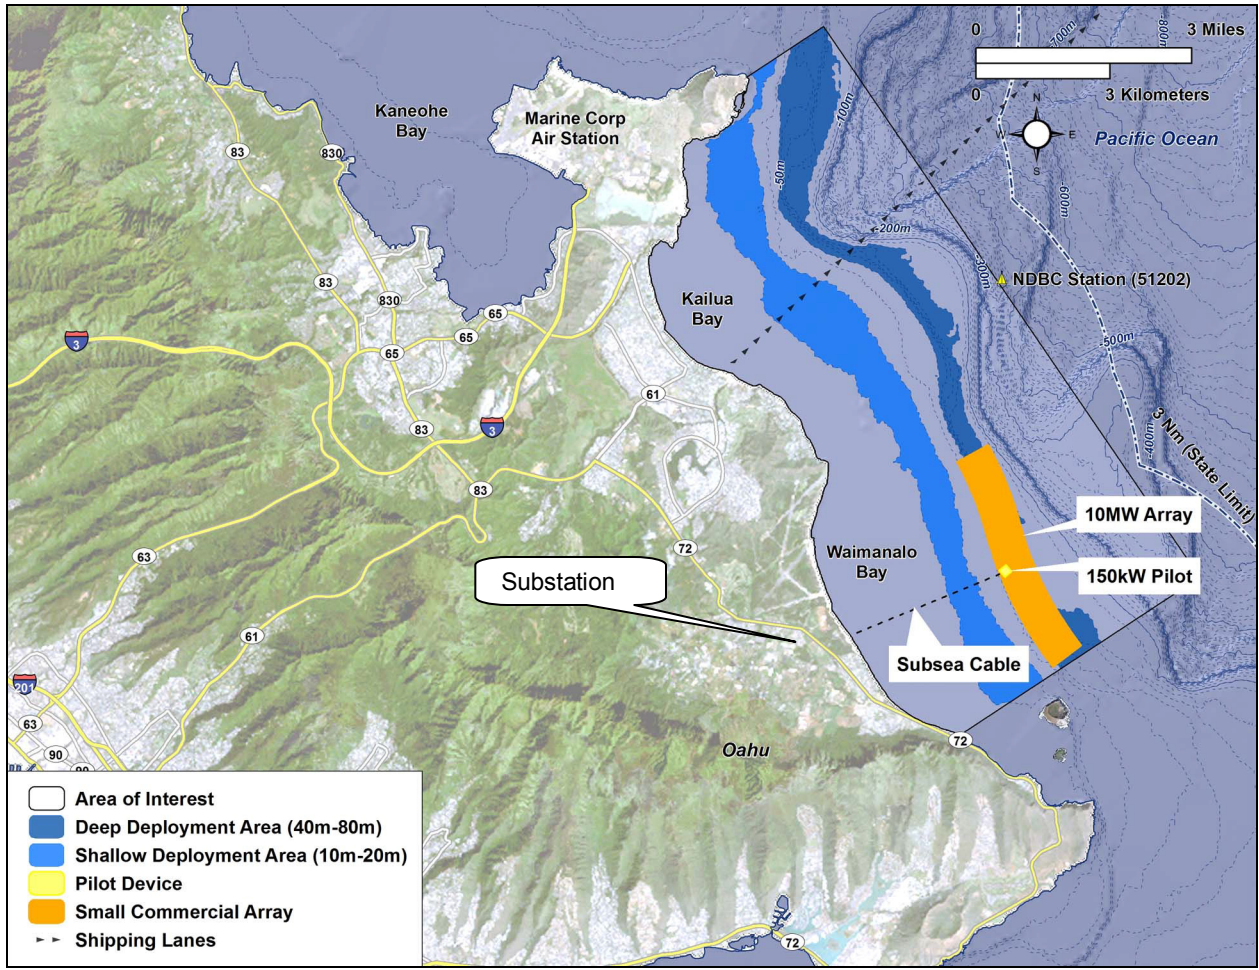 0
3 Miles
0
3 Kilometers
N
W
E
S
Pacific Ocean
Kaneohe
Bay
Marine Corp
Air Station
-50m
-100m
-200m
-300m
-400m
-500m
-600m
-700m
-800m
NDBC Station (51202)
3 Nm (State Limit)
Kailua
Bay
Waimanalo
Bay
10MW Array
150kW Pilot
Subsea Cable
Substation
Oahu
83
830
83
830
65
65
65
3
83
3
61
83
63
72
61
201
63
90
90
72
72
Area of Interest
Deep Deployment Area (40m-80m)
Shallow Deployment Area (10m-20m)
Pilot Device
Small Commercial Array
Shipping Lanes